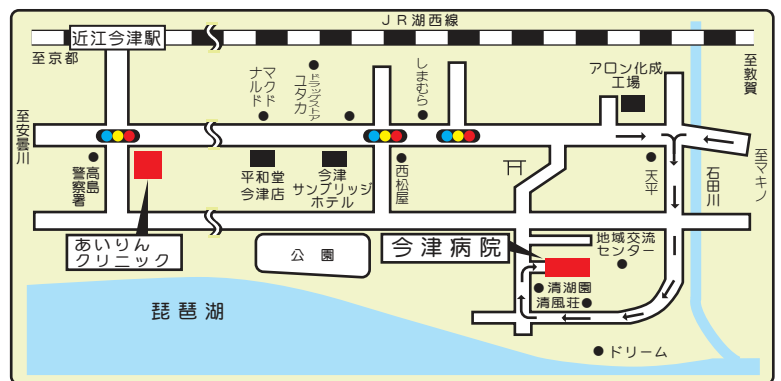 JR湖西線
近江今津駅
至京都
至敦賀
マクド
ナルド
ドラッグストア
ユタカ
しまむら
アロン化成
工場
至安曇川
至マキノ
高島
警察署
平和堂
今津店
今津
サンブリッジ
ホテル
西松屋
天平
石田川
あいりん
クリニック
公園
今津病院
地域交流
センター
清湖園
清風荘
琵琶湖
ドリーム